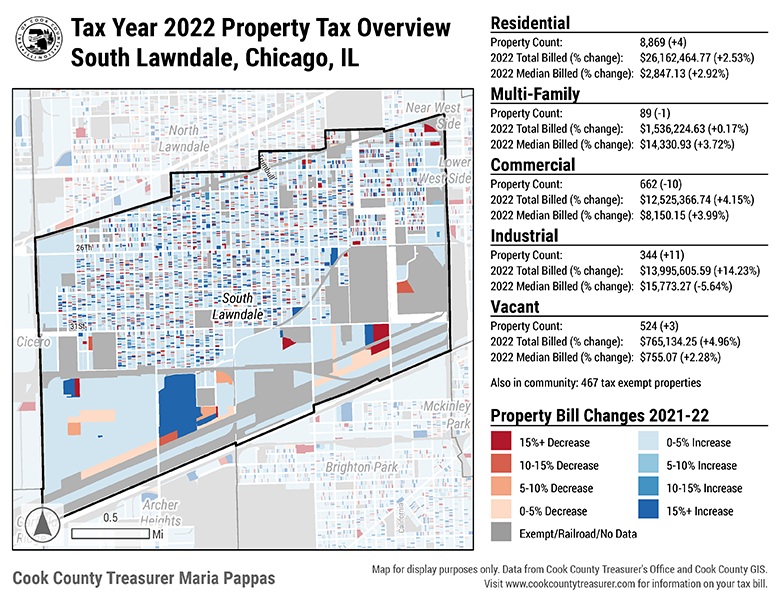 Tax Year 2022 Property Tax Overview
South Lawndale, Chicago, IL
Near West
Side
North
Lawndale
Lower
West Side
26Th
South
Lawndale
31St
Cicero
Mckinley
Park
Brighton Park
Archer
Heights
California
0.5
Mi
Residential
Property Count: 8,869 (+4)
2022 Total Billed (% change): $26,162,464.77 (+2.53%)
2022 Median Billed (% change): $2,847.13 (+2.92%)
Multi-Family
Property Count: 89 (-1)
2022 Total Billed (% change): $1,536,224.63 (+0.17%)
2022 Median Billed (% change): $14,330.93 (+3.72%)
Commercial
Property Count: 662 (-10)
2022 Total Billed (% change): $12,525,366.74 (+4.15%)
2022 Median Billed (% change): $8,150.15 (+3.99%)
Industrial
Property Count: 344 (+11)
2022 Total Billed (% change): $13,995,605.59 (+14.23%)
2022 Median Billed (% change): $15,773.27 (-5.64%)
Vacant
Property Count: 524 (+3)
2022 Total Billed (% change): $765,134.25 (+4.96%)
2022 Median Billed (% change): $755.07 (+2.28%)
Also in community: 467 tax exempt properties
Property Bill Changes 2021-22
15%+ Decrease
0-5% Increase
10-15% Decrease
5-10% Increase
5-10% Decrease
10-15% Increase
0-5% Decrease
15%+ Increase
Exempt/Railroad/No Data
Cook County Treasurer Maria Pappas
Map for display purposes only. Data from Cook County Treasurer's Office and Cook County GIS.
Visit www.cookcountytreasurer.com for information on your tax bill.